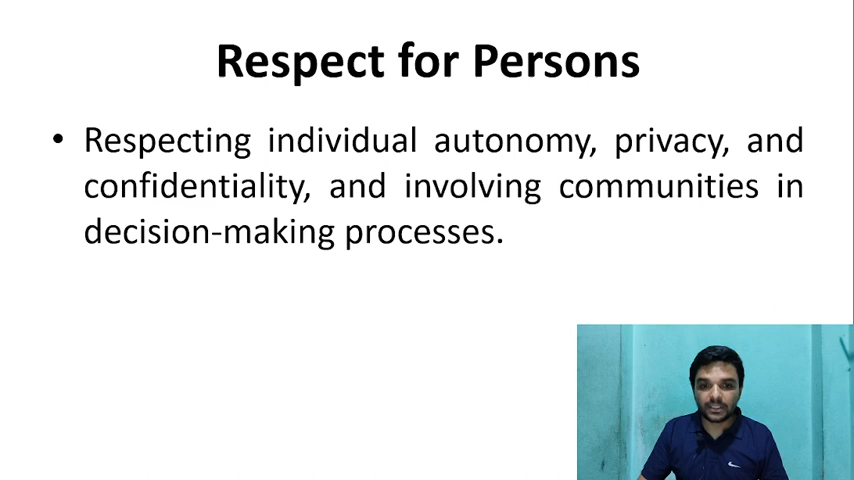 Respect for Persons
• Respecting individual autonomy, privacy, and
confidentiality, and involving communities in
decision-making processes.